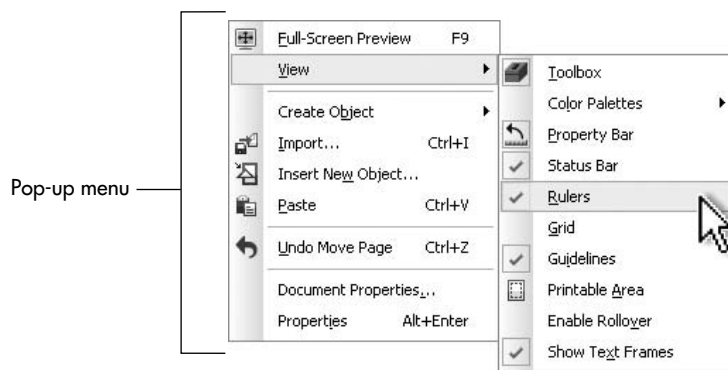 Pop-up menu
Full-Screen Preview F9
View
Create Object
Import... Ctrl+I
Insert New Object...
Paste Ctrl+V
Undo Move Page Ctrl+Z
Document Properties...
Properties Alt+Enter
Toolbox
Color Palettes
Property Bar
Status Bar
Rulers
Grid
Guidelines
Printable Area
Enable Rollover
Show Text Frames